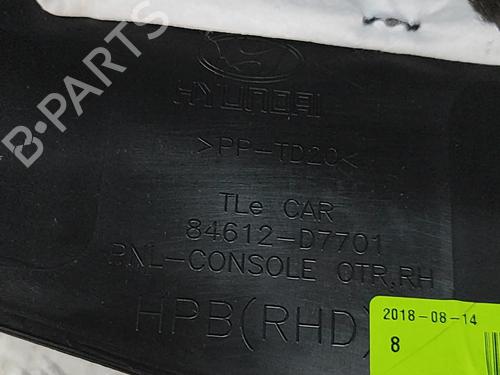 B-PARTS
HYUNDAI
>PP-TD20<
TLe CAR
84612-D7701
PNL-CONSOLE OTR,RH
HPB(RHD)
2018-08-14
8